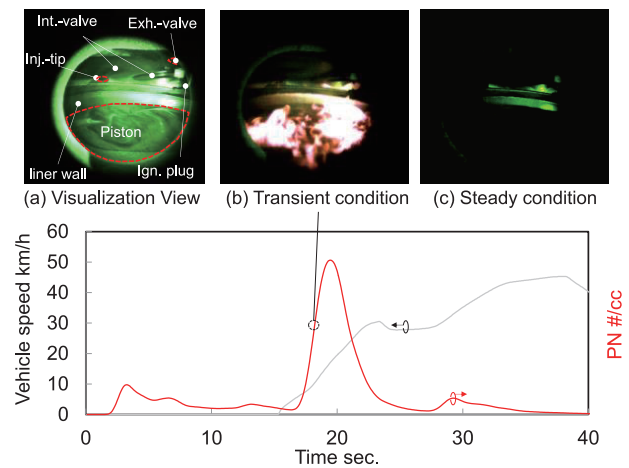 Int.-valve
Exh.-valve
Inj.-tip
Piston
liner wall
Ign. plug
(a) Visualization View
(b) Transient condition
(c) Steady condition
60
50
40
30
20
10
0
Vehicle speed km/h
PN #/cc
0
10
20
30
40
Time sec.